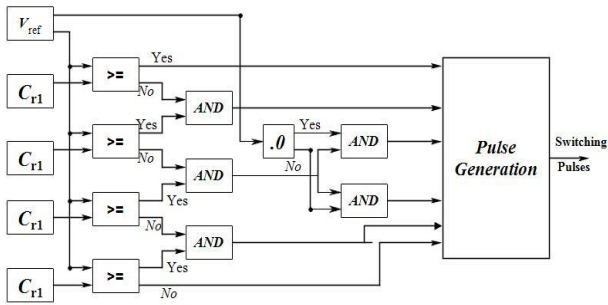 Vref
Cr1
>=
Yes
No
AND
Cr1
>=
Yes
No
AND
.0
Yes
No
AND
AND
Cr1
>=
Yes
No
AND
Cr1
>=
Yes
No
Pulse
Generation
Switching
Pulses